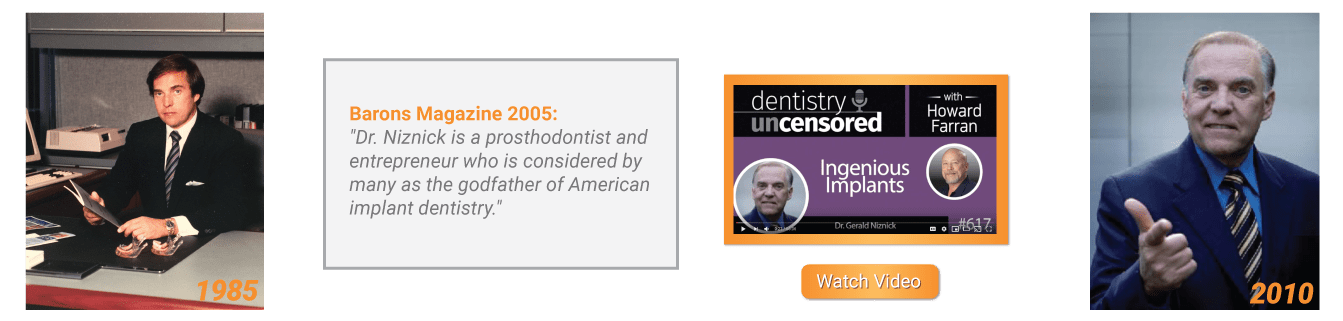 1985
Barons Magazine 2005:
"Dr. Niznick is a prosthodontist and
entrepreneur who is considered by
many as the godfather of American
implant dentistry."
dentistry
uncensored
with
Howard
Farran
Ingenious
Implants
Dr. Gerald Niznick
#617
Watch Video
2010